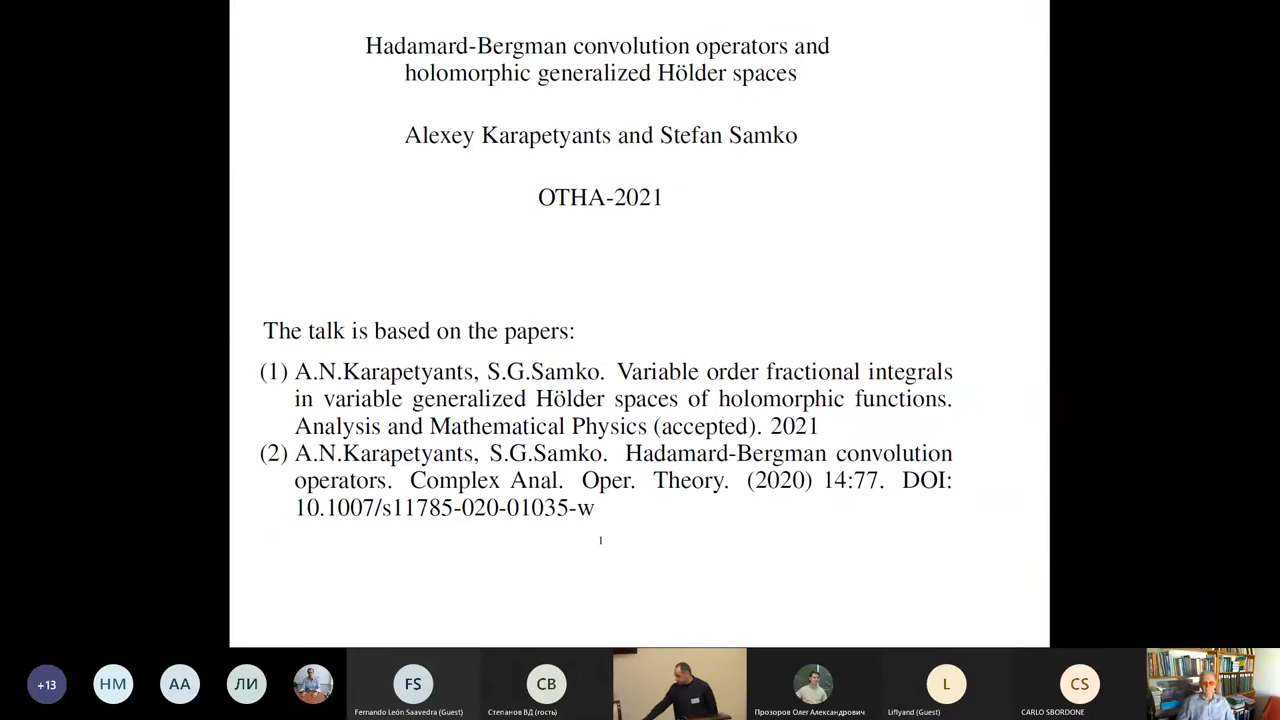 Hadamard-Bergman convolution operators and
holomorphic generalized Hölder spaces
Alexey Karapetyants and Stefan Samko
OTHA-2021
The talk is based on the papers:
(1) A.N.Karapetyants, S.G.Samko. Variable order fractional integrals
in variable generalized Hölder spaces of holomorphic functions.
Analysis and Mathematical Physics (accepted). 2021
(2) A.N.Karapetyants, S.G.Samko. Hadamard-Bergman convolution
operators. Complex Anal. Oper. Theory. (2020) 14:77. DOI:
10.1007/s11785-020-01035-w
1
+13
НМ
АА
ЛИ
FS
Fernando León Saavedra (Guest)
СВ
Степанов ВД (гость)
Прозоров Олег Александрович
L
Liflyand (Guest)
CS
CARLO SBORDONE